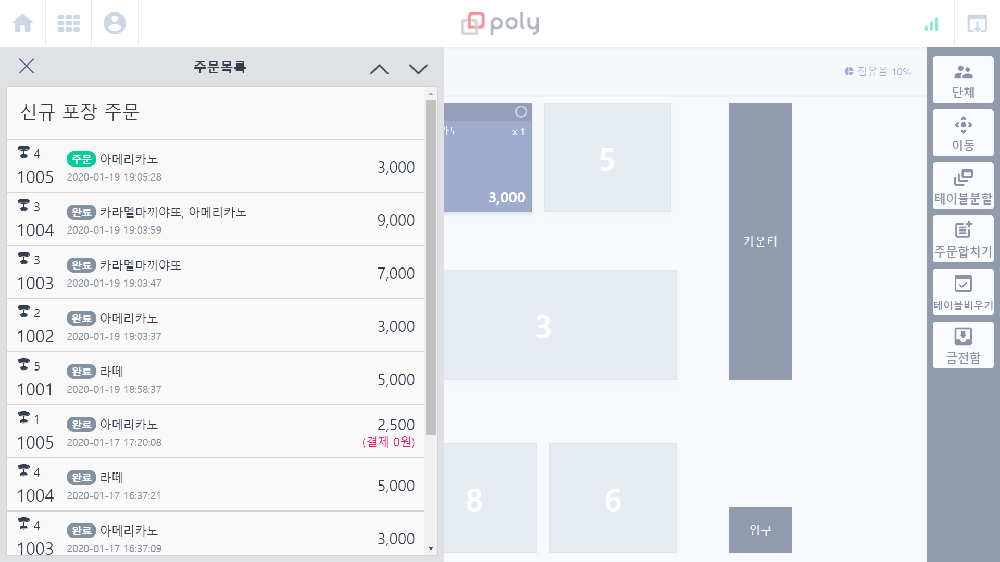 poly
주문목록
신규 포장 주문
4
1005
주문 아메리카노
2020-01-19 19:05:28
3,000
3
1004
완료 카라멜마끼야또, 아메리카노
2020-01-19 19:03:59
9,000
3
1003
완료 카라멜마끼야또
2020-01-19 19:03:47
7,000
2
1002
완료 아메리카노
2020-01-19 19:03:37
3,000
5
1001
완료 라떼
2020-01-19 18:58:37
5,000
1
1005
완료 아메리카노
2020-01-17 17:20:08
2,500
(결제 0원)
4
1004
완료 라떼
2020-01-17 16:37:21
5,000
4
1003
완료 아메리카노
2020-01-17 16:37:09
3,000
점유율 10%
카노 x 1
3,000
5
3
8
6
카운터
입구
단체
이동
테이블분할
주문합치기
테이블비우기
금전함